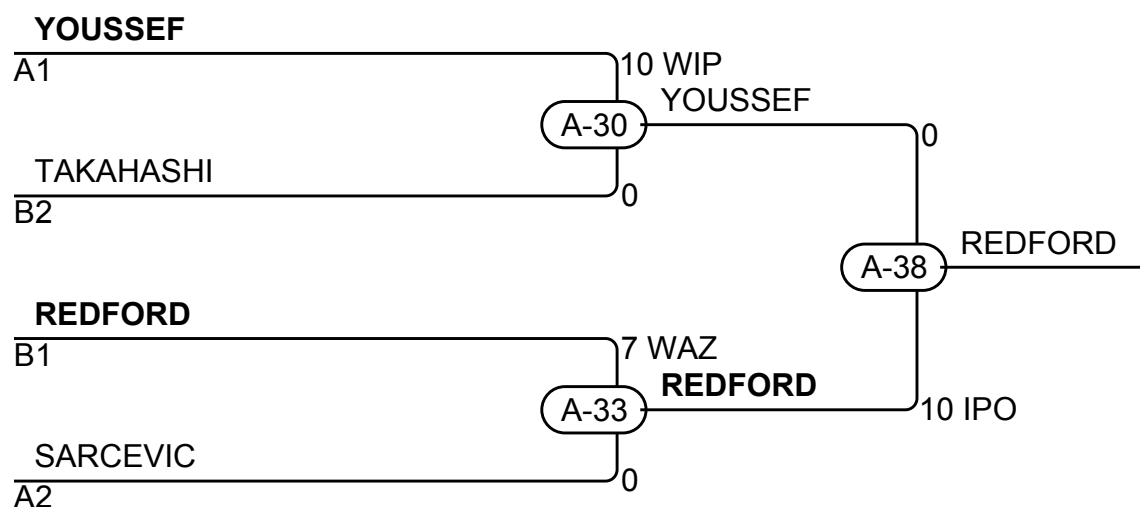 YOUSSEF
A1
10 WIP
YOUSSEF
A-30
0
TAKAHASHI
B2
0
REDFORD
A-38
REDFORD
B1
7 WAZ
REDFORD
A-33
10 IPO
SARCEVIC
A2
0